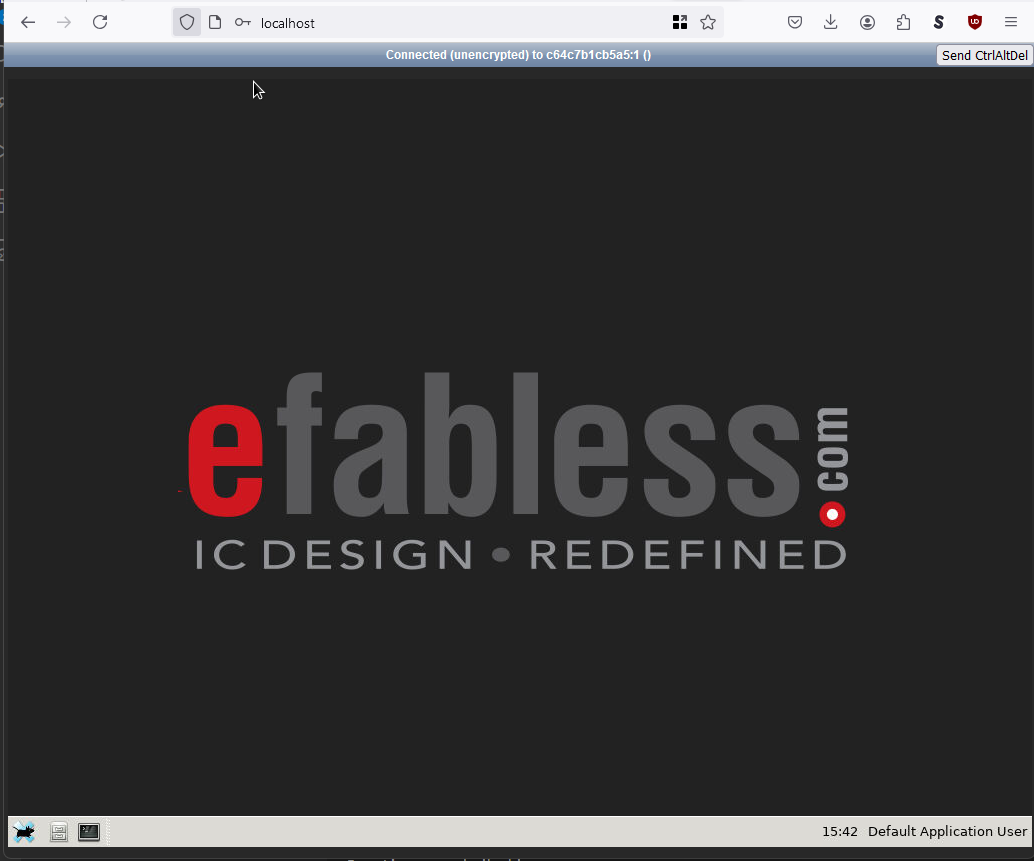 localhost
Connected (unencrypted) to c64c7b1cb5a5:1 ()
Send CtrlAltDel
efabless.com
IC DESIGN • REDEFINED
15:42 Default Application User